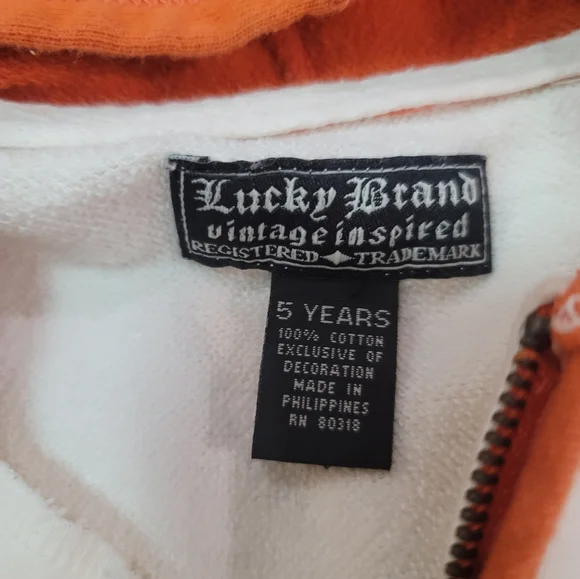 Lucky Brand
vintage inspired
REGISTERED TRADEMARK
5 YEARS
100% COTTON
EXCLUSIVE OF
DECORATION
MADE IN
PHILIPPINES
RN 80318